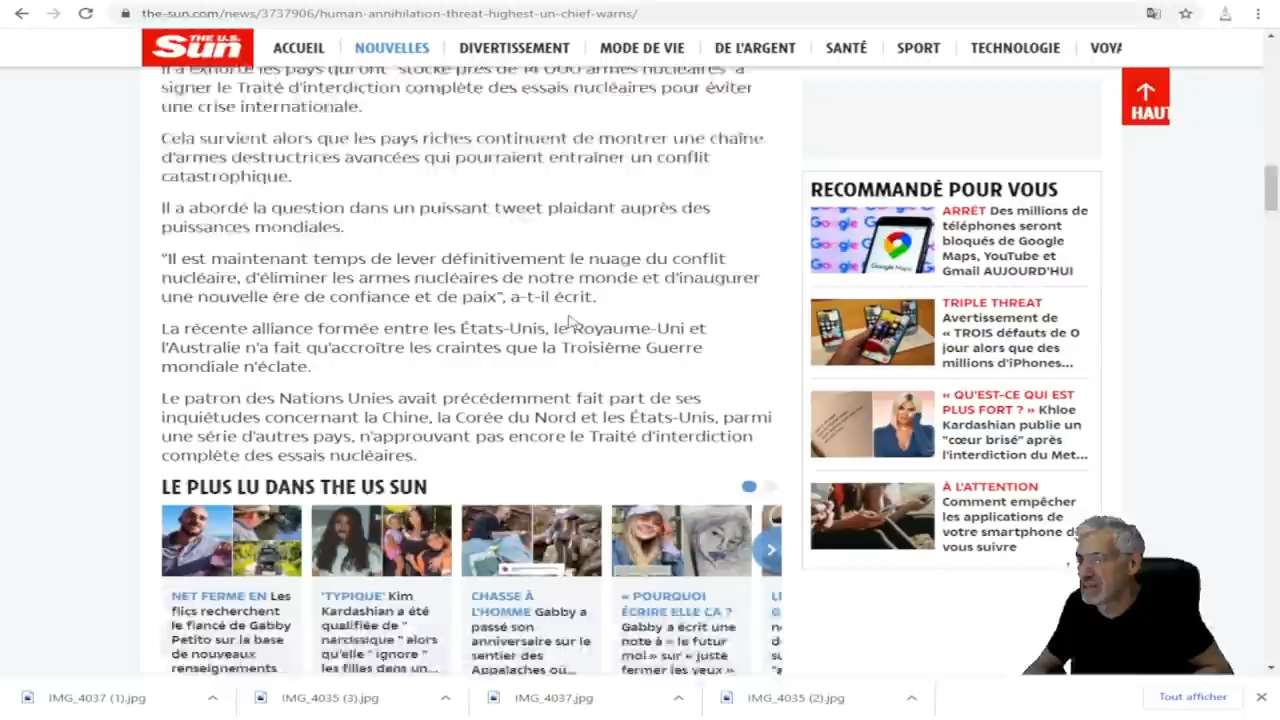 the-sun.com/news/3737906/human-annihilation-threat-highest-un-chief-warns/
THE U.S. Sun
ACCUEIL NOUVELLES DIVERTISSEMENT MODE DE VIE DE L'ARGENT SANTÉ SPORT TECHNOLOGIE VOYA
Il a exhorté les pays qui ont "stocké près de 14 000 armes nucléaires" à
signer le Traité d'interdiction complète des essais nucléaires pour éviter
une crise internationale.
Cela survient alors que les pays riches continuent de montrer une chaîne
d'armes destructrices avancées qui pourraient entraîner un conflit
catastrophique.
Il a abordé la question dans un puissant tweet plaidant auprès des
puissances mondiales.
"Il est maintenant temps de lever définitivement le nuage du conflit
nucléaire, d'éliminer les armes nucléaires de notre monde et d'inaugurer
une nouvelle ère de confiance et de paix", a-t-il écrit.
La récente alliance formée entre les États-Unis, le Royaume-Uni et
l'Australie n'a fait qu'accroître les craintes que la Troisième Guerre
mondiale n'éclate.
Le patron des Nations Unies avait précédemment fait part de ses
inquiétudes concernant la Chine, la Corée du Nord et les États-Unis, parmi
une série d'autres pays, n'approuvant pas encore le Traité d'interdiction
complète des essais nucléaires.
LE PLUS LU DANS THE US SUN
NET FERME EN Les
flics recherchent
le fiancé de Gabby
Petito sur la base
de nouveaux
renseignements
'TYPIQUE' Kim
Kardashian a été
qualifiée de "
narcissique " alors
qu'elle " ignore "
les filles dans un...
CHASSE À
L'HOMME Gabby a
passé son
anniversaire sur le
sentier des
Appalaches où...
« POURQUOI
ÉCRIRE ELLE ÇA ?
Gabby a écrit une
note à « le futur
moi » sur « juste
fermer les yeux »
HAUT
RECOMMANDÉ POUR VOUS
ARRÊT Des millions de
téléphones seront
bloqués de Google
Maps, YouTube et
Gmail AUJOURD'HUI
Google Maps
TRIPLE THREAT
Avertissement de
« TROIS défauts de 0
jour alors que des
millions d'iPhones...
« QU'EST-CE QUI EST
PLUS FORT ? » Khloe
Kardashian publie un
"cœur brisé" après
l'interdiction du Met...
À L'ATTENTION
Comment empêcher
les applications de
votre smartphone de
vous suivre
IMG_4037 (1).jpg
IMG_4035 (3).jpg
IMG_4037.jpg
IMG_4035 (2).jpg
Tout afficher